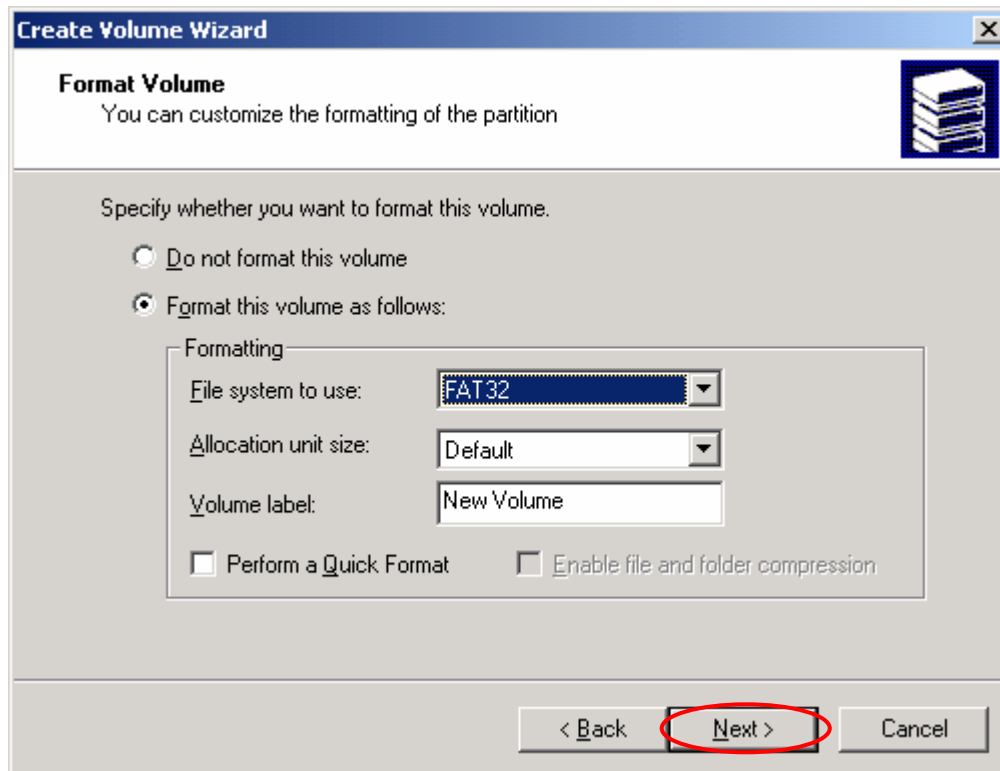 Create Volume Wizard
Format Volume
You can customize the formatting of the partition
Specify whether you want to format this volume.
Do not format this volume
Format this volume as follows:
Formatting
File system to use: FAT32
Allocation unit size: Default
Volume label: New Volume
Perform a Quick Format Enable file and folder compression
< Back Next > Cancel